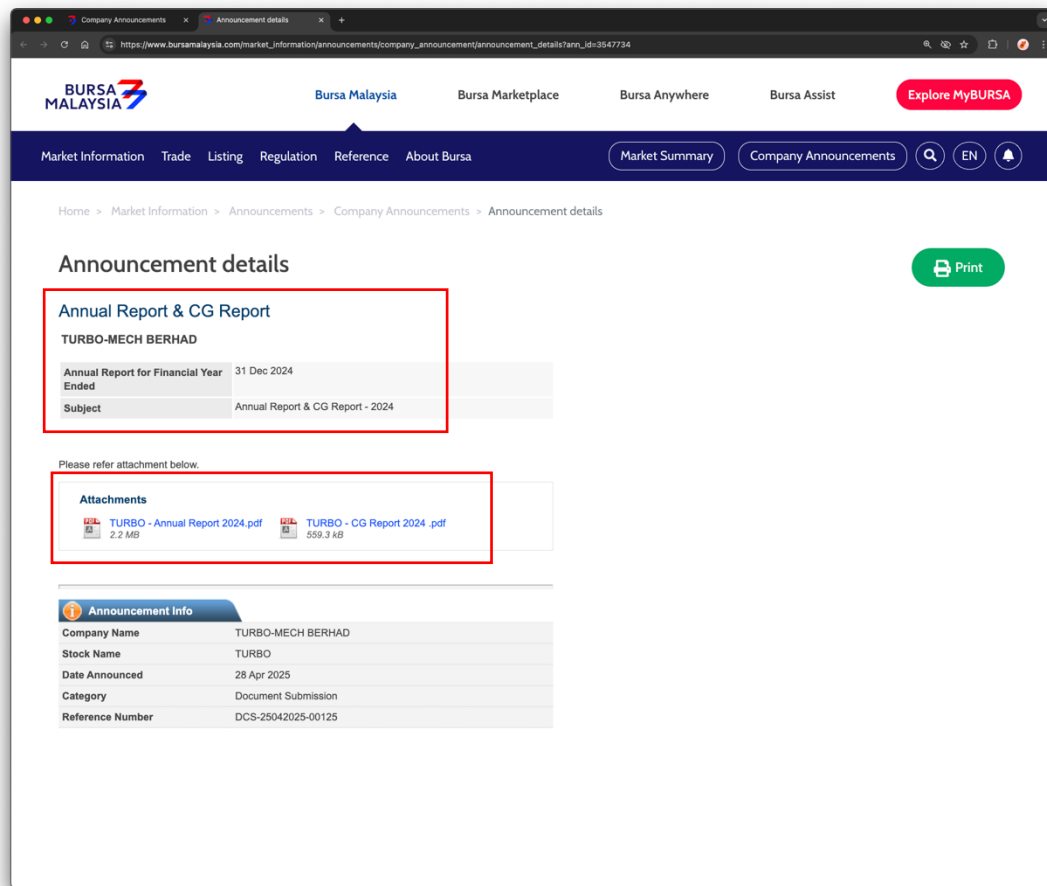 Company Announcements
Announcement details
https://www.bursamalaysia.com/market_information/announcements/company_announcement/announcement_details?ann_id=3547734
BURSA MALAYSIA
Bursa Malaysia
Bursa Marketplace
Bursa Anywhere
Bursa Assist
Explore MyBURSA
Market Information Trade Listing Regulation Reference About Bursa
Market Summary
Company Announcements
EN
Home > Market Information > Announcements > Company Announcements > Announcement details
Announcement details
Print
Annual Report & CG Report
TURBO-MECH BERHAD
Annual Report for Financial Year Ended 31 Dec 2024
Subject Annual Report & CG Report - 2024
Please refer attachment below.
Attachments
TURBO - Annual Report 2024.pdf
2.2 MB
TURBO - CG Report 2024 .pdf
559.3 kB
Announcement Info
Company Name TURBO-MECH BERHAD
Stock Name TURBO
Date Announced 28 Apr 2025
Category Document Submission
Reference Number DCS-25042025-00125